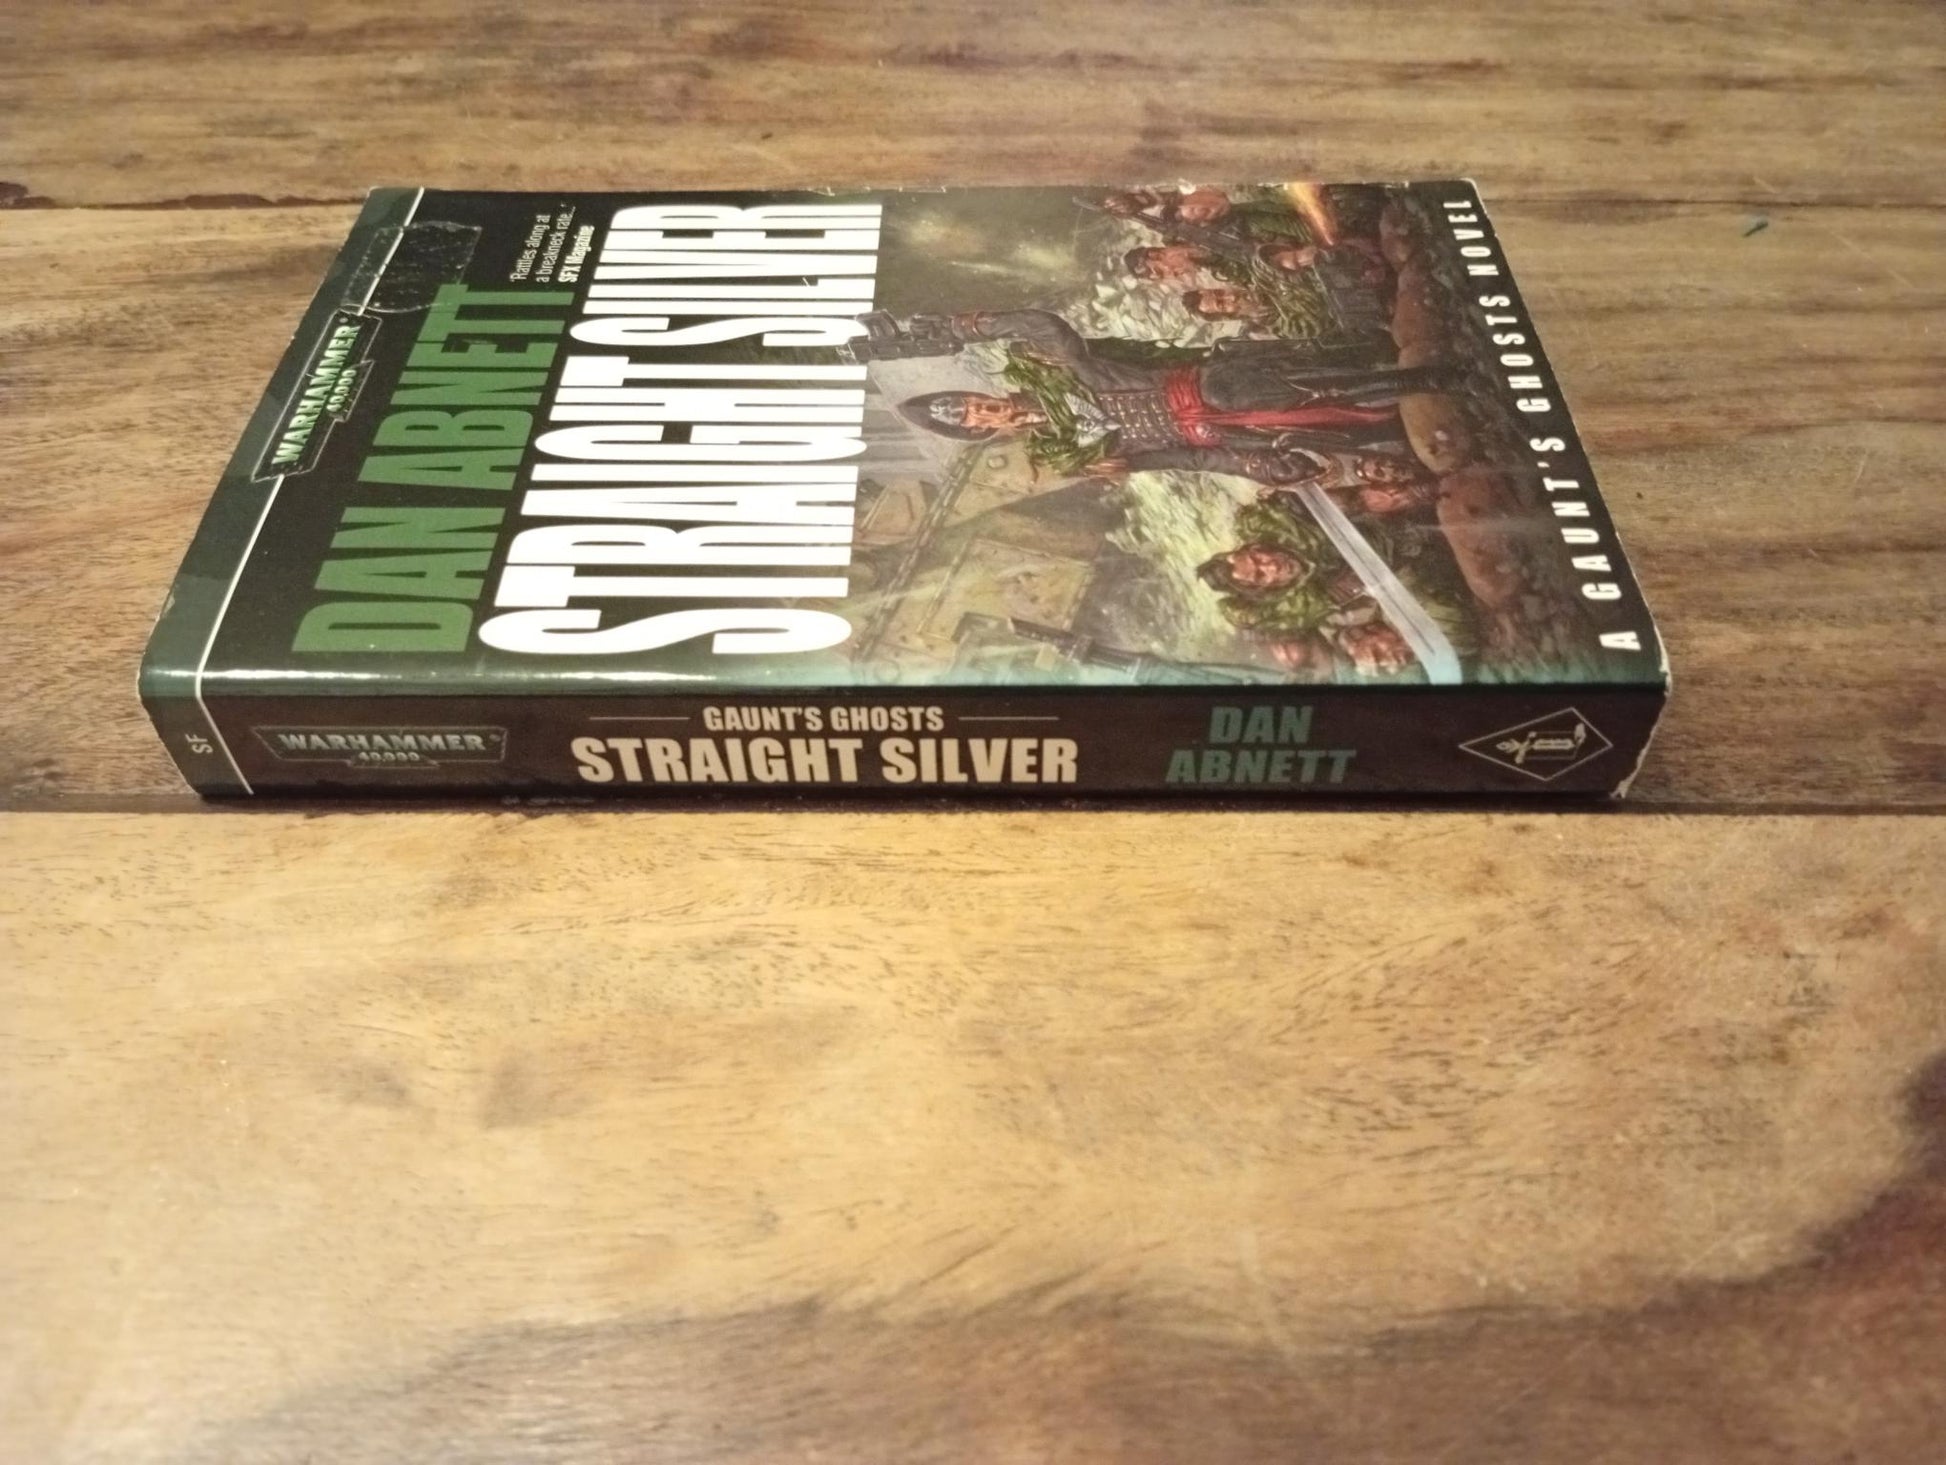 WARHAMMER
40,000
DAN ABNETT
'Rattles along at
a breakneck rate...'
SFX Magazine
STRAIGHT SILVER
A GAUNT'S GHOSTS NOVEL
SF
WARHAMMER
40,000
GAUNT'S GHOSTS
STRAIGHT SILVER
DAN
ABNETT